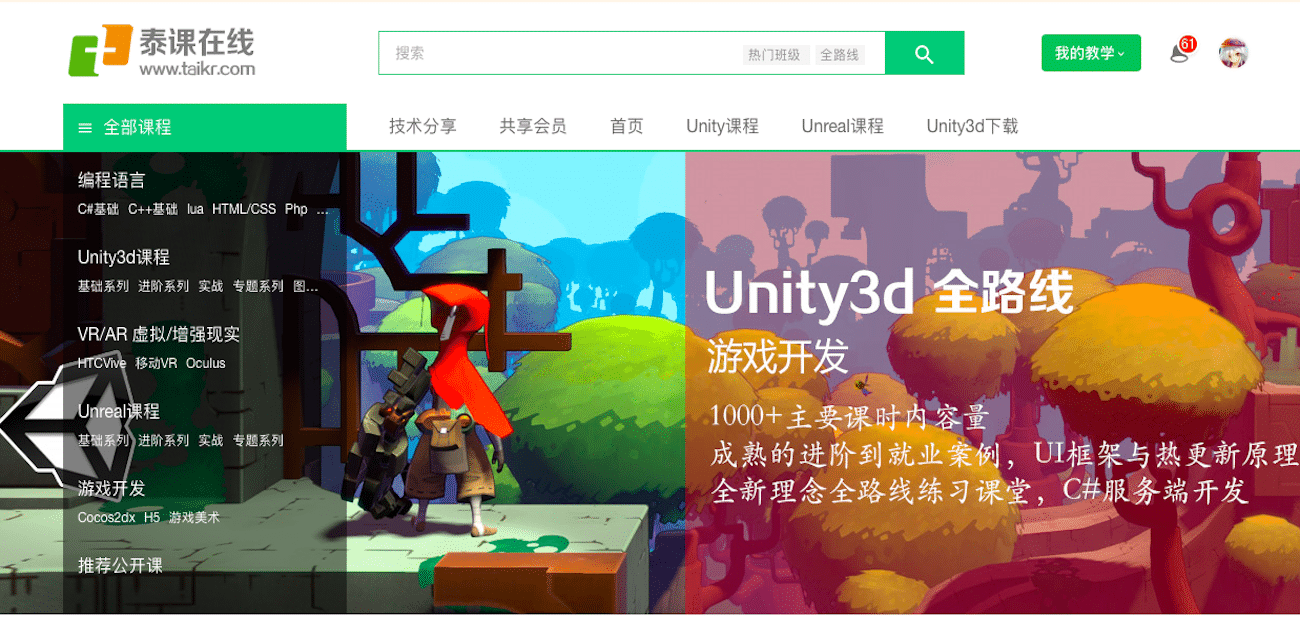 泰课在线
www.taikr.com
搜索 热门班级 全路线
我的教学
61
全部课程
技术分享 共享会员 首页 Unity课程 Unreal课程 Unity3d下载
编程语言
C#基础 C++基础 lua HTML/CSS Php ...
Unity3d课程
基础系列 进阶系列 实战 专题系列 图...
VR/AR 虚拟/增强现实
HTCVive 移动VR Oculus
Unreal课程
基础系列 进阶系列 实战 专题系列
游戏开发
Cocos2dx H5 游戏美术
推荐公开课
Unity3d 全路线
游戏开发
1000+主要课时内容量
成熟的进阶到就业案例，UI框架与热更新原理
全新理念全路线练习课堂，C#服务端开发